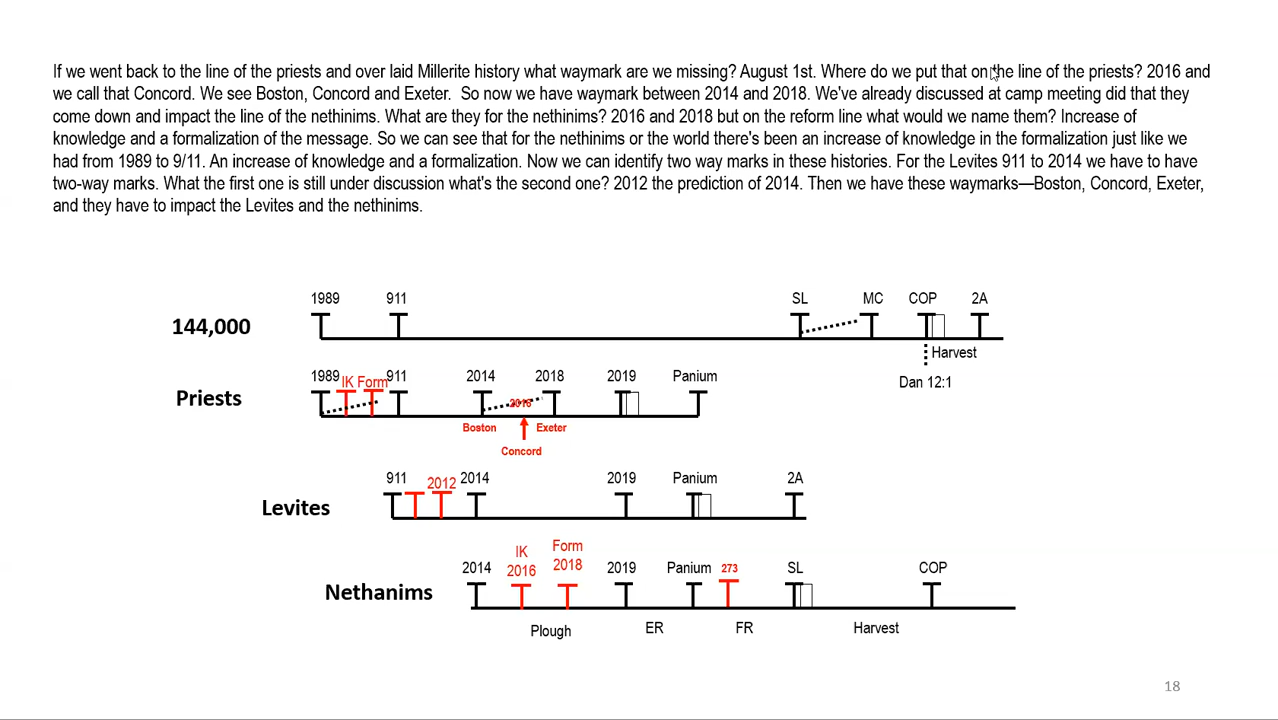 If we went back to the line of the priests and over laid Millerite history what waymark are we missing? August 1st. Where do we put that on the line of the priests? 2016 and
we call that Concord. We see Boston, Concord and Exeter. So now we have waymark between 2014 and 2018. We've already discussed at camp meeting did that they
come down and impact the line of the nethinims. What are they for the nethinims? 2016 and 2018 but on the reform line what would we name them? Increase of
knowledge and a formalization of the message. So we can see that for the nethinims or the world there's been an increase of knowledge in the formalization just like we
had from 1989 to 9/11. An increase of knowledge and a formalization. Now we can identify two way marks in these histories. For the Levites 911 to 2014 we have to have
two-way marks. What the first one is still under discussion what's the second one? 2012 the prediction of 2014. Then we have these waymarks—Boston, Concord, Exeter,
and they have to impact the Levites and the nethinims.
1989 911 SL MC COP 2A
144,000
Harvest
Dan 12:1
1989 IK Form 911 2014 2018 2019 Panium
Priests
2016
Boston Exeter
Concord
911 2012 2014 2019 Panium 2A
Levites
IK Form
2014 2016 2018 2019 Panium 273 SL COP
Nethanims
Plough ER FR Harvest
18